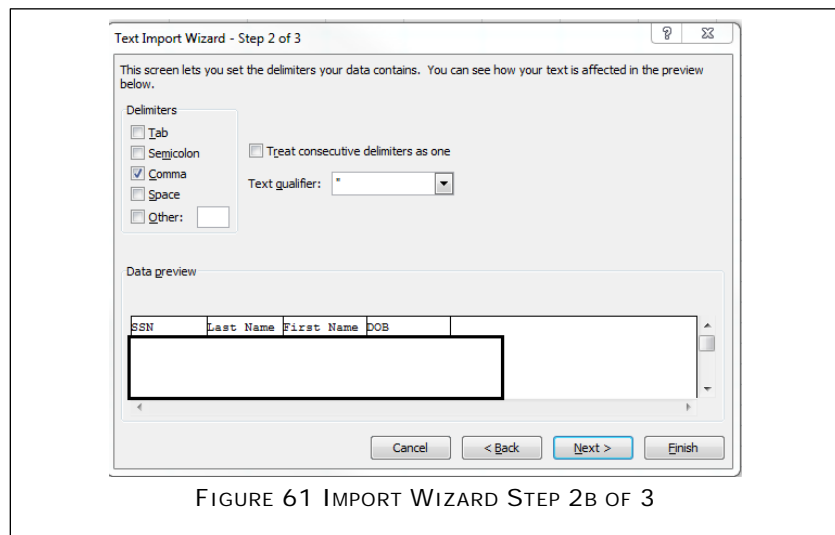 Text Import Wizard - Step 2 of 3
This screen lets you set the delimiters your data contains. You can see how your text is affected in the preview
below.
Delimiters
Tab
Semicolon
Comma
Space
Other:
Treat consecutive delimiters as one
Text qualifier: "
Data preview
SSN Last Name First Name DOB
Cancel < Back Next > Finish
FIGURE 61 IMPORT WIZARD STEP 2B OF 3